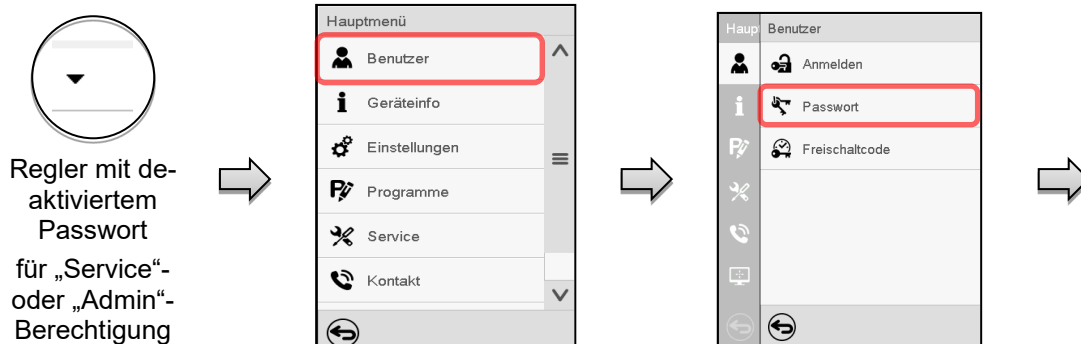 Regler mit de-
aktiviertem
Passwort
für „Service“-
oder „Admin“-
Berechtigung
Hauptmenü
Benutzer
Geräteinfo
Einstellungen
Programme
Service
Kontakt
Haup
Benutzer
Anmelden
Passwort
Freischaltcode